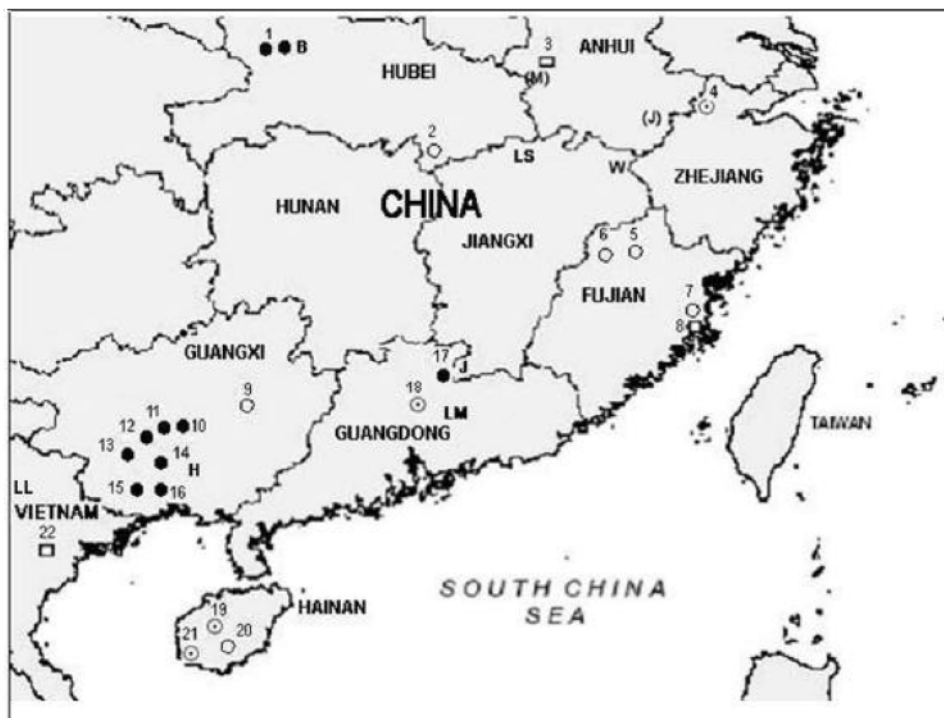 1
B
3
ANHUI
HUBEI
(M)
4
(J)
2
LS
W
ZHEJIANG
HUNAN
CHINA
JIANGXI
6
5
FUJIAN
7
8
GUANGXI
17
J
9
18
LM
11
10
12
GUANGDONG
TAIWAN
13
14
H
LL
15
16
VIETNAM
22
SOUTH CHINA
SEA
HAINAN
19
20
21